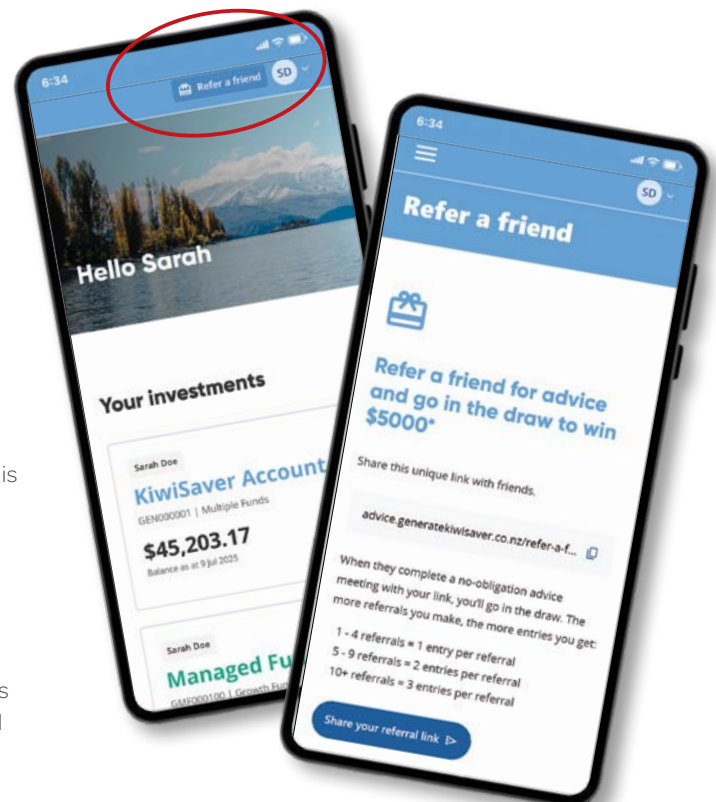 6:34
Refer a friend
SD
Hello Sarah
Your investments
Sarah Doe
KiwiSaver Account
GEN000001 | Multiple Funds
$45,203.17
Balance as at 9 Jul 2025
Sarah Doe
Managed Fu
GMF000100 | Growth Fun
6:34
SD
Refer a friend
Refer a friend for advice
and go in the draw to win
$5000*
Share this unique link with friends.
advice.generatekiwisaver.co.nz/refer-a-f...
When they complete a no-obligation advice
meeting with your link, you'll go in the draw. The
more referrals you make, the more entries you get:
1 - 4 referrals = 1 entry per referral
5 - 9 referrals = 2 entries per referral
10+ referrals = 3 entries per referral
Share your referral link
is
s